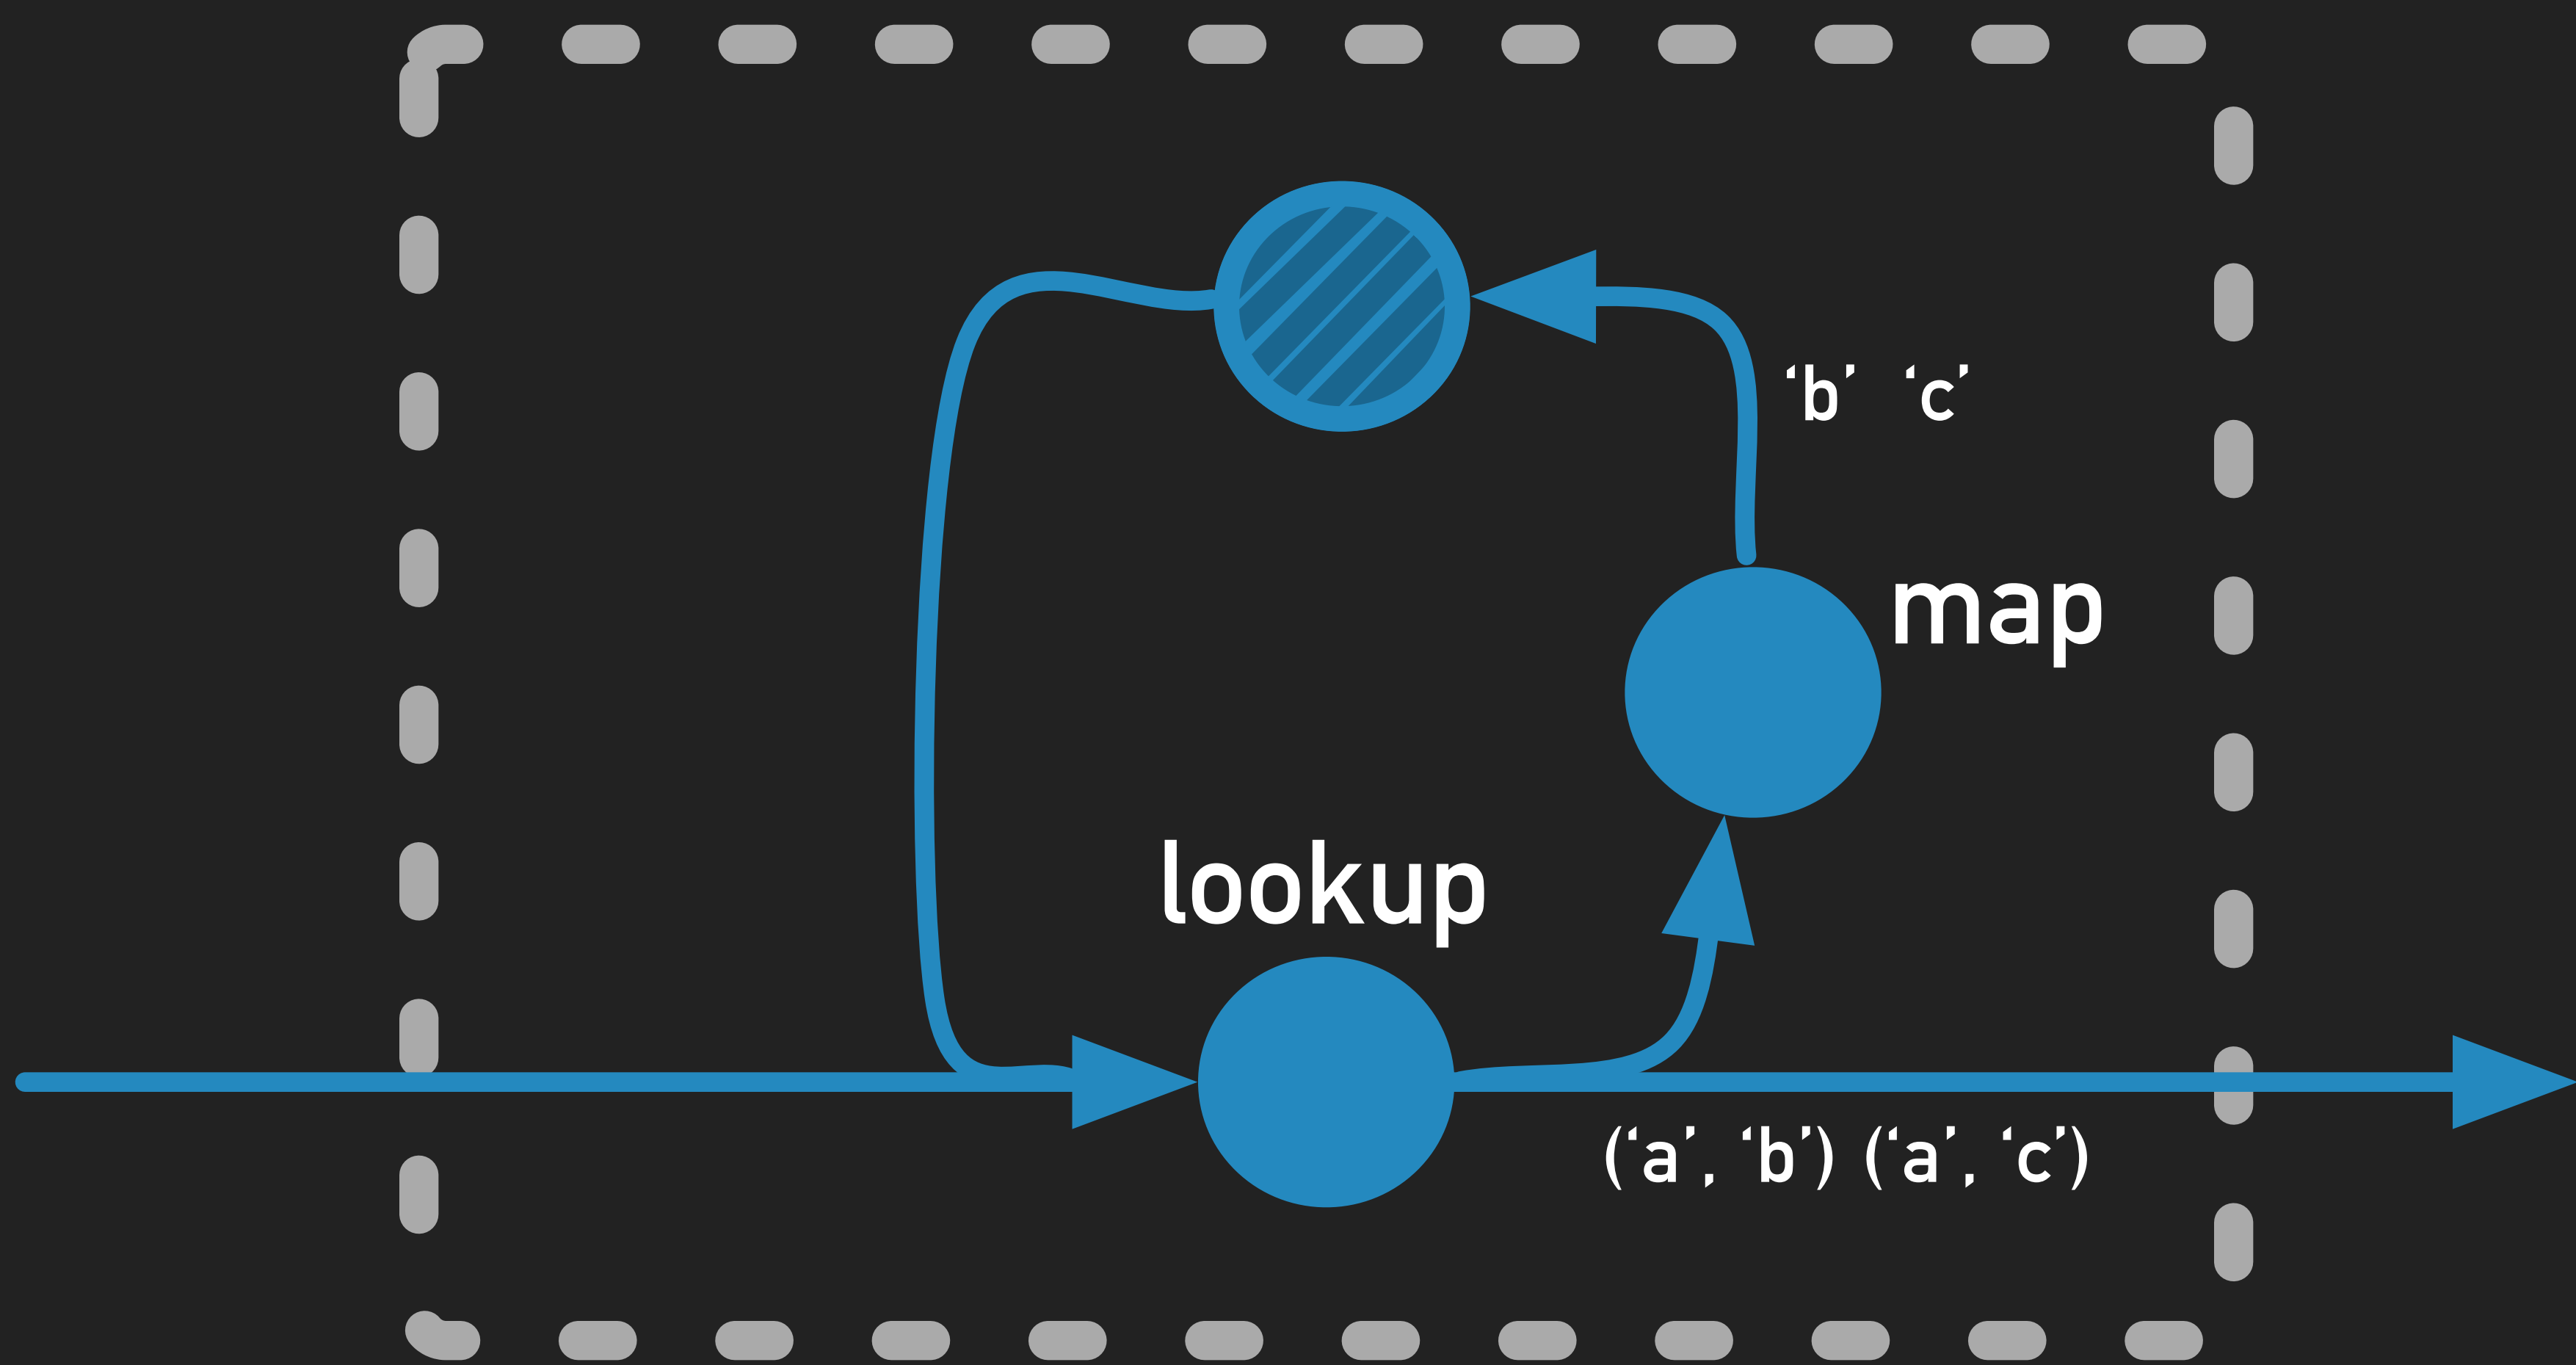 ‘b’ ‘c’
map
lookup
(‘a’, ‘b’) (‘a’, ‘c’)